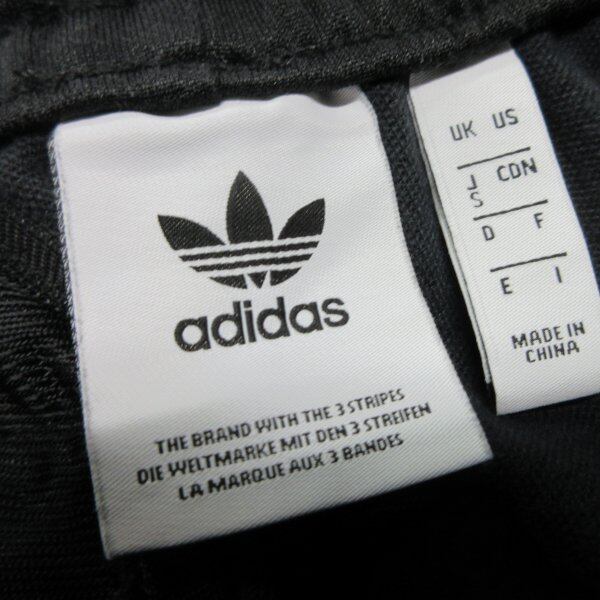 adidas
THE BRAND WITH THE 3 STRIPES
DIE WELTMARKE MIT DEN 3 STREIFEN
LA MARQUE AUX 3 BANDES
UK US
J CDN
S
D F
E I
MADE IN
CHINA